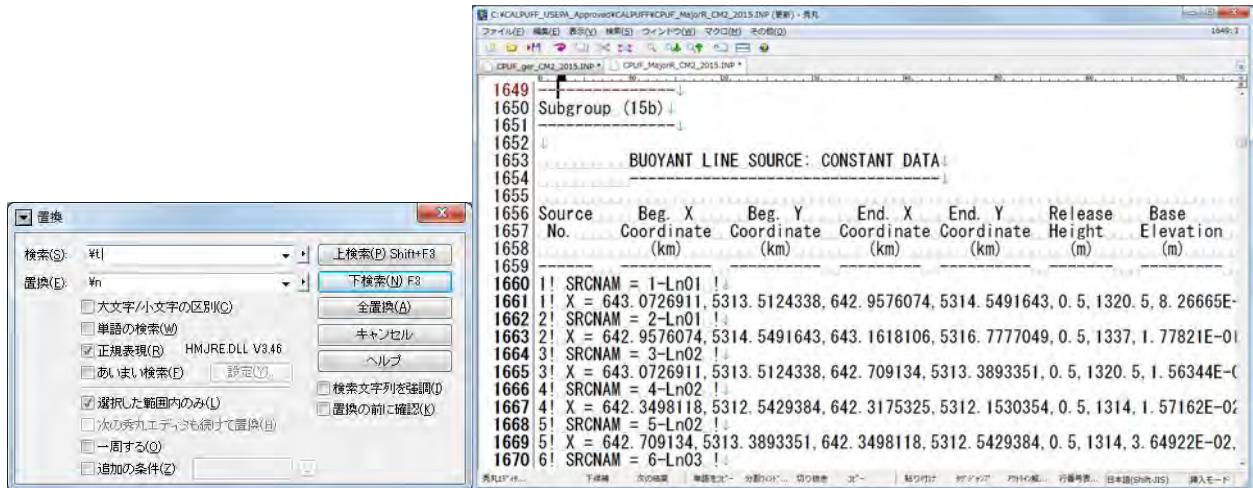 置換
検索(S): ¥t
置換(E): ¥n
大文字/小文字の区別(C)
単語の検索(W)
正規表現(R) HMJRE.DLL V3.46
あいまい検索(F) 設定(Y)...
選択した範囲内のみ(L)
次の秀丸エディタも続けて置換(H)
一周する(O)
追加の条件(Z)
上検索(P) Shift+F3
下検索(N) F3
全置換(A)
キャンセル
ヘルプ
検索文字列を強調(I)
置換の前に確認(K)
C:¥CALPUFF_USEPA_Approved¥CALPUFF¥CPUF_MajorR_CM2_2015.INP (更新) - 秀丸
ファイル(F) 編集(E) 表示(V) 検索(S) ウィンドウ(W) マクロ(M) その他(O)
1649: 3
CPUF_ger_CM2_2015.INP * CPUF_MajorR_CM2_2015.INP *
1649 ----------------↓
1650 Subgroup (15b)↓
1651 ----------------↓
1652 ↓
1653 BUOYANT LINE SOURCE: CONSTANT DATA↓
1654 ----------------------------------↓
1655
1656 Source Beg. X Beg. Y End. X End. Y Release Base
1657 No. Coordinate Coordinate Coordinate Coordinate Height Elevation
1658 (km) (km) (km) (km) (m) (m)
1659 ------ ---------- ---------- --------- ---------- --------- ---------
1660 1! SRCNAM = 1-Ln01 !↓
1661 1! X = 643.0726911,5313.5124338,642.9576074,5314.5491643,0.5,1320.5,8.26665E-
1662 2! SRCNAM = 2-Ln01 !↓
1663 2! X = 642.9576074,5314.5491643,643.1618106,5316.7777049,0.5,1337,1.77821E-0
1664 3! SRCNAM = 3-Ln02 !↓
1665 3! X = 643.0726911,5313.5124338,642.709134,5313.3893351,0.5,1320.5,1.56344E-
1666 4! SRCNAM = 4-Ln02 !↓
1667 4! X = 642.3498118,5312.5429384,642.3175325,5312.1530354,0.5,1314,1.57162E-02
1668 5! SRCNAM = 5-Ln02 !↓
1669 5! X = 642.709134,5313.3893351,642.3498118,5312.5429384,0.5,1314,3.64922E-02,
1670 6! SRCNAM = 6-Ln03 !↓
下候補 次の結果 切り抜き コピー 貼り付け 行番号表... 日本語(Shift-JIS) 挿入モード